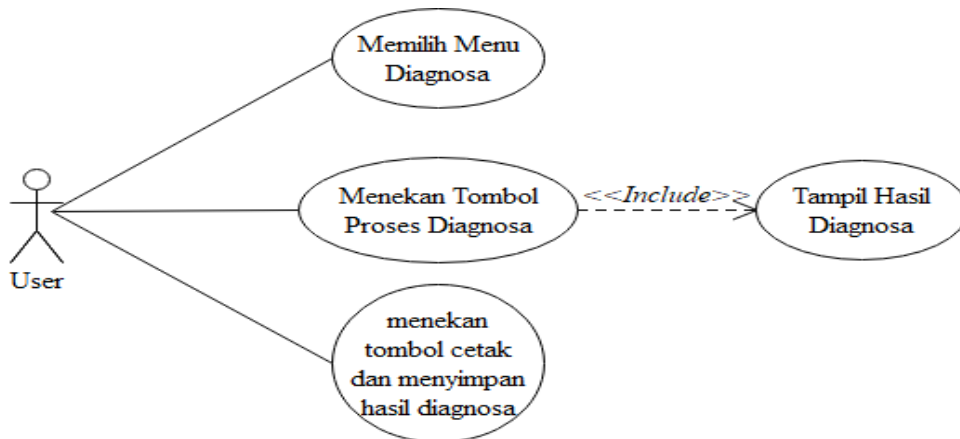 Memilih Menu
Diagnosa
User
Menekan Tombol
Proses Diagnosa
<<Include>>
Tampil Hasil
Diagnosa
menekan
tombol cetak
dan menyimpan
hasil diagnosa